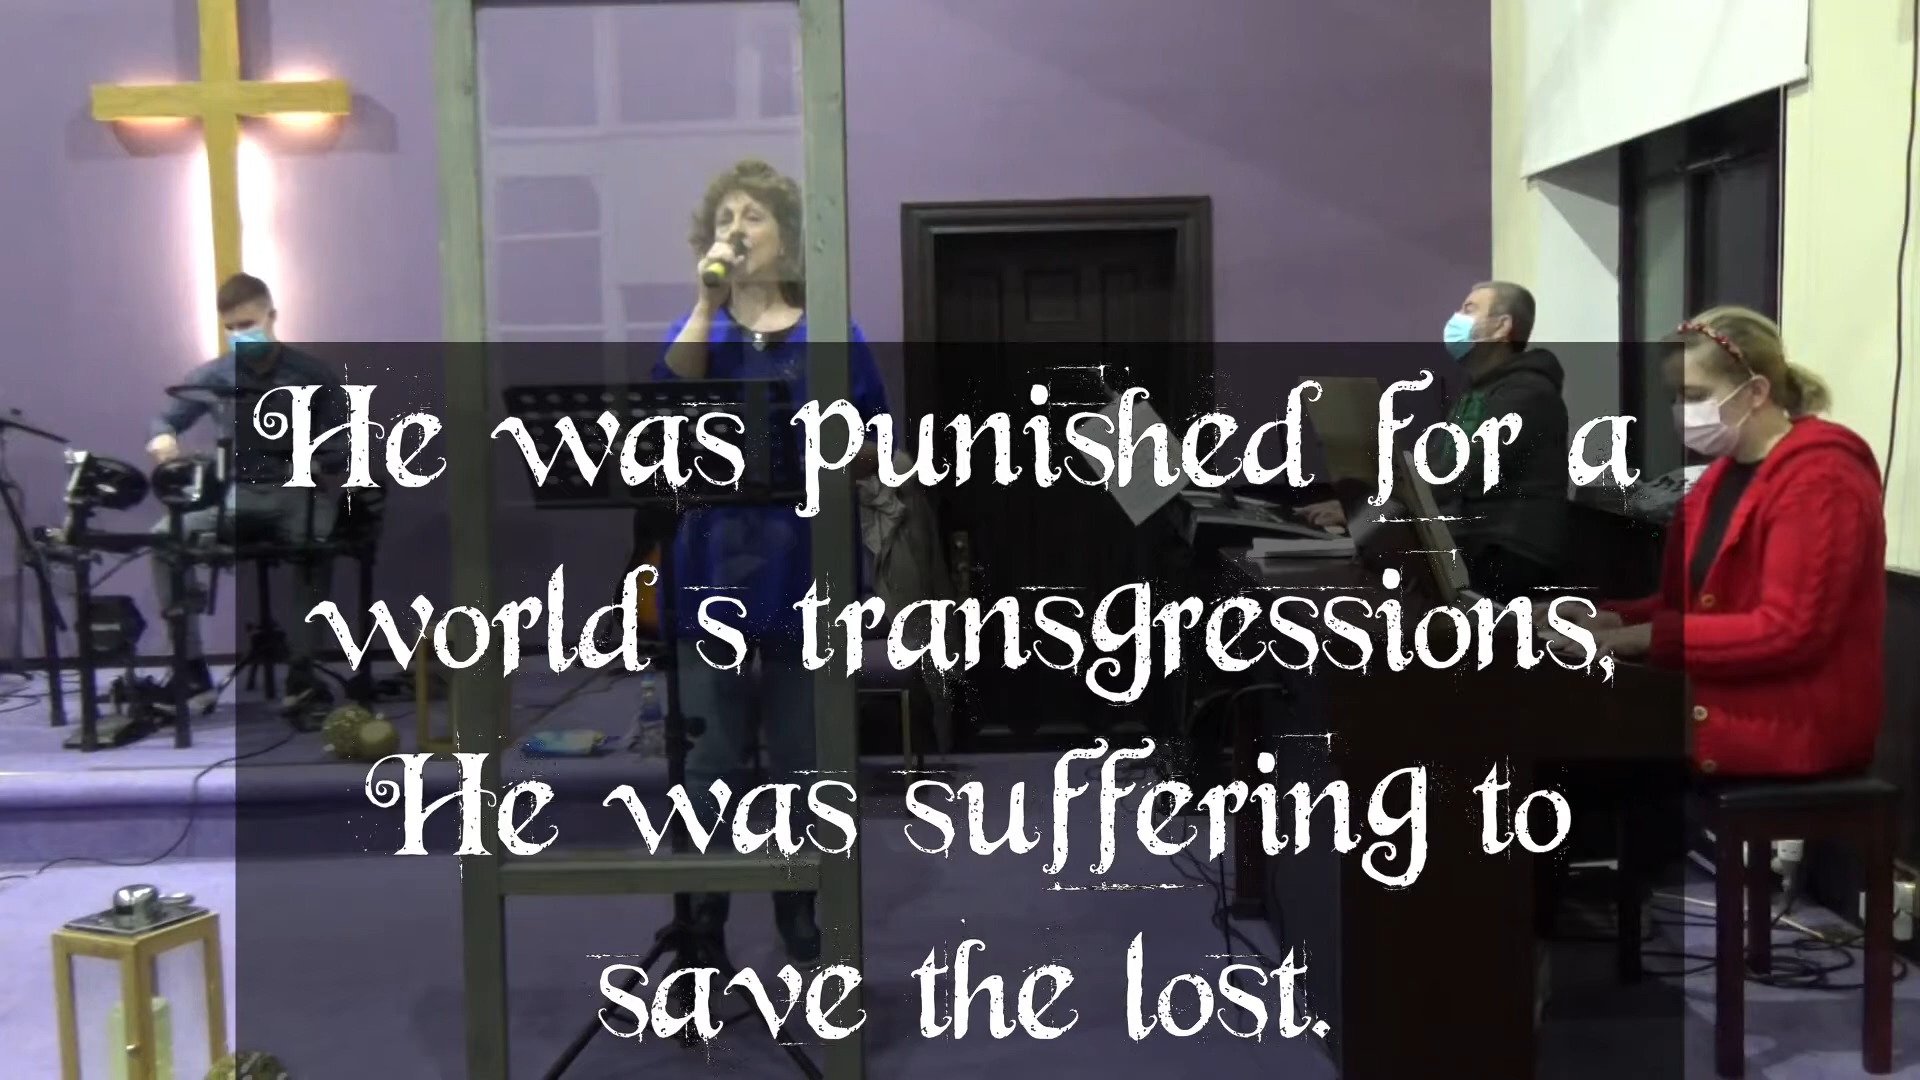 He was punished for a
world s transgressions,
He was suffering to
save the lost.